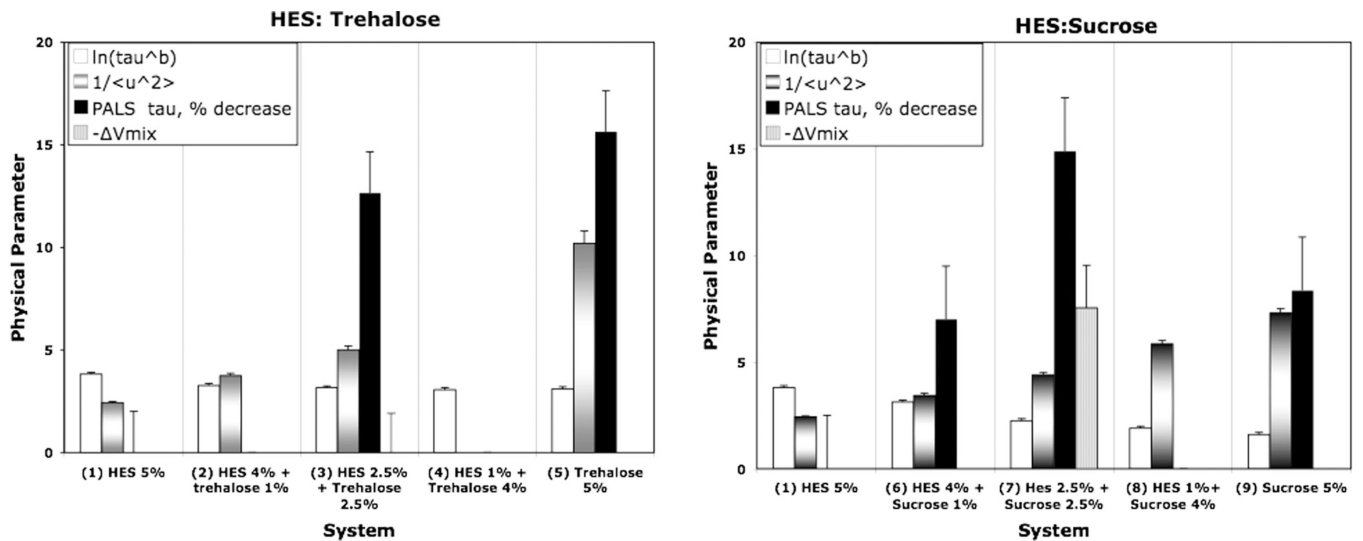 HES: Trehalose
20
15
10
5
0
Physical Parameter
ln(tau^b)
1/<u^2>
PALS tau, % decrease
-ΔVmix
(1) HES 5%
(2) HES 4% +
trehalose 1%
(3) HES 2.5%
+ Trehalose
2.5%
(4) HES 1% +
Trehalose 4%
(5) Trehalose
5%
System
HES:Sucrose
20
15
10
5
0
Physical Parameter
ln(tau^b)
1/<u^2>
PALS tau, % decrease
-ΔVmix
(1) HES 5%
(6) HES 4% +
Sucrose 1%
(7) Hes 2.5% +
Sucrose 2.5%
(8) HES 1%+
Sucrose 4%
(9) Sucrose 5%
System